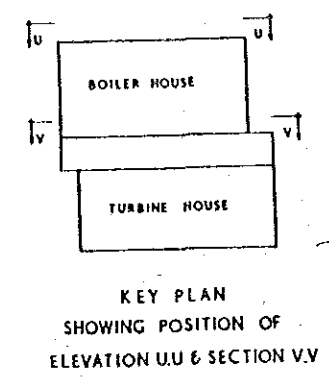 U U
BOILER HOUSE
V V
TURBINE HOUSE
KEY PLAN
SHOWING POSITION OF
ELEVATION U.U & SECTION V.V